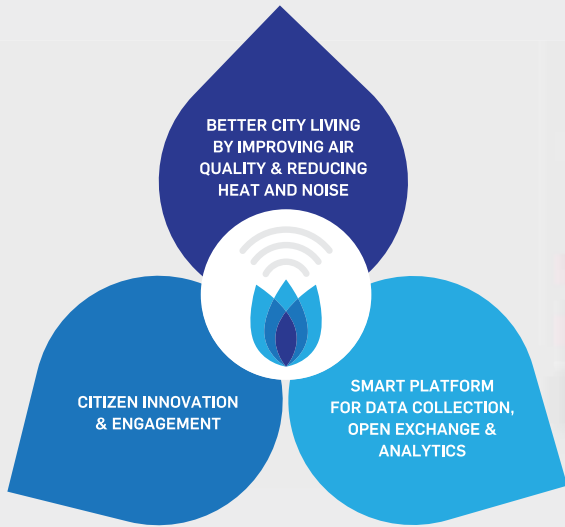 BETTER CITY LIVING
BY IMPROVING AIR
QUALITY & REDUCING
HEAT AND NOISE
CITIZEN INNOVATION
& ENGAGEMENT
SMART PLATFORM
FOR DATA COLLECTION,
OPEN EXCHANGE &
ANALYTICS